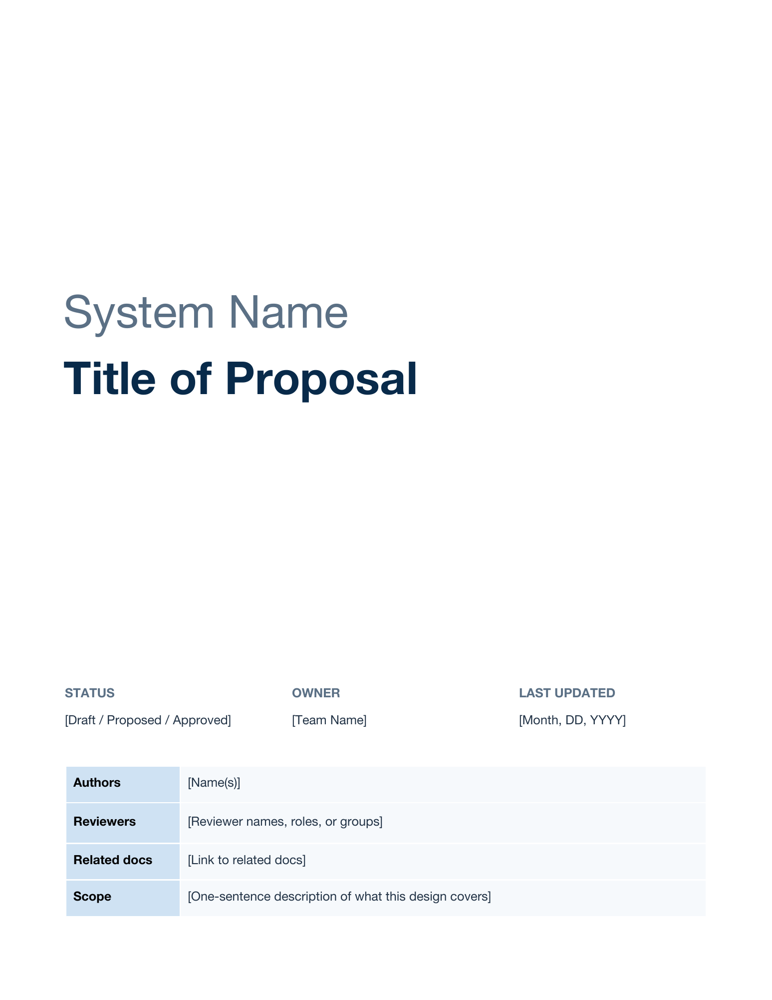 System Name
Title of Proposal
STATUS OWNER LAST UPDATED
[Draft / Proposed / Approved] [Team Name] [Month, DD, YYYY]
Authors [Name(s)]
Reviewers [Reviewer names, roles, or groups]
Related docs [Link to related docs]
Scope [One-sentence description of what this design covers]